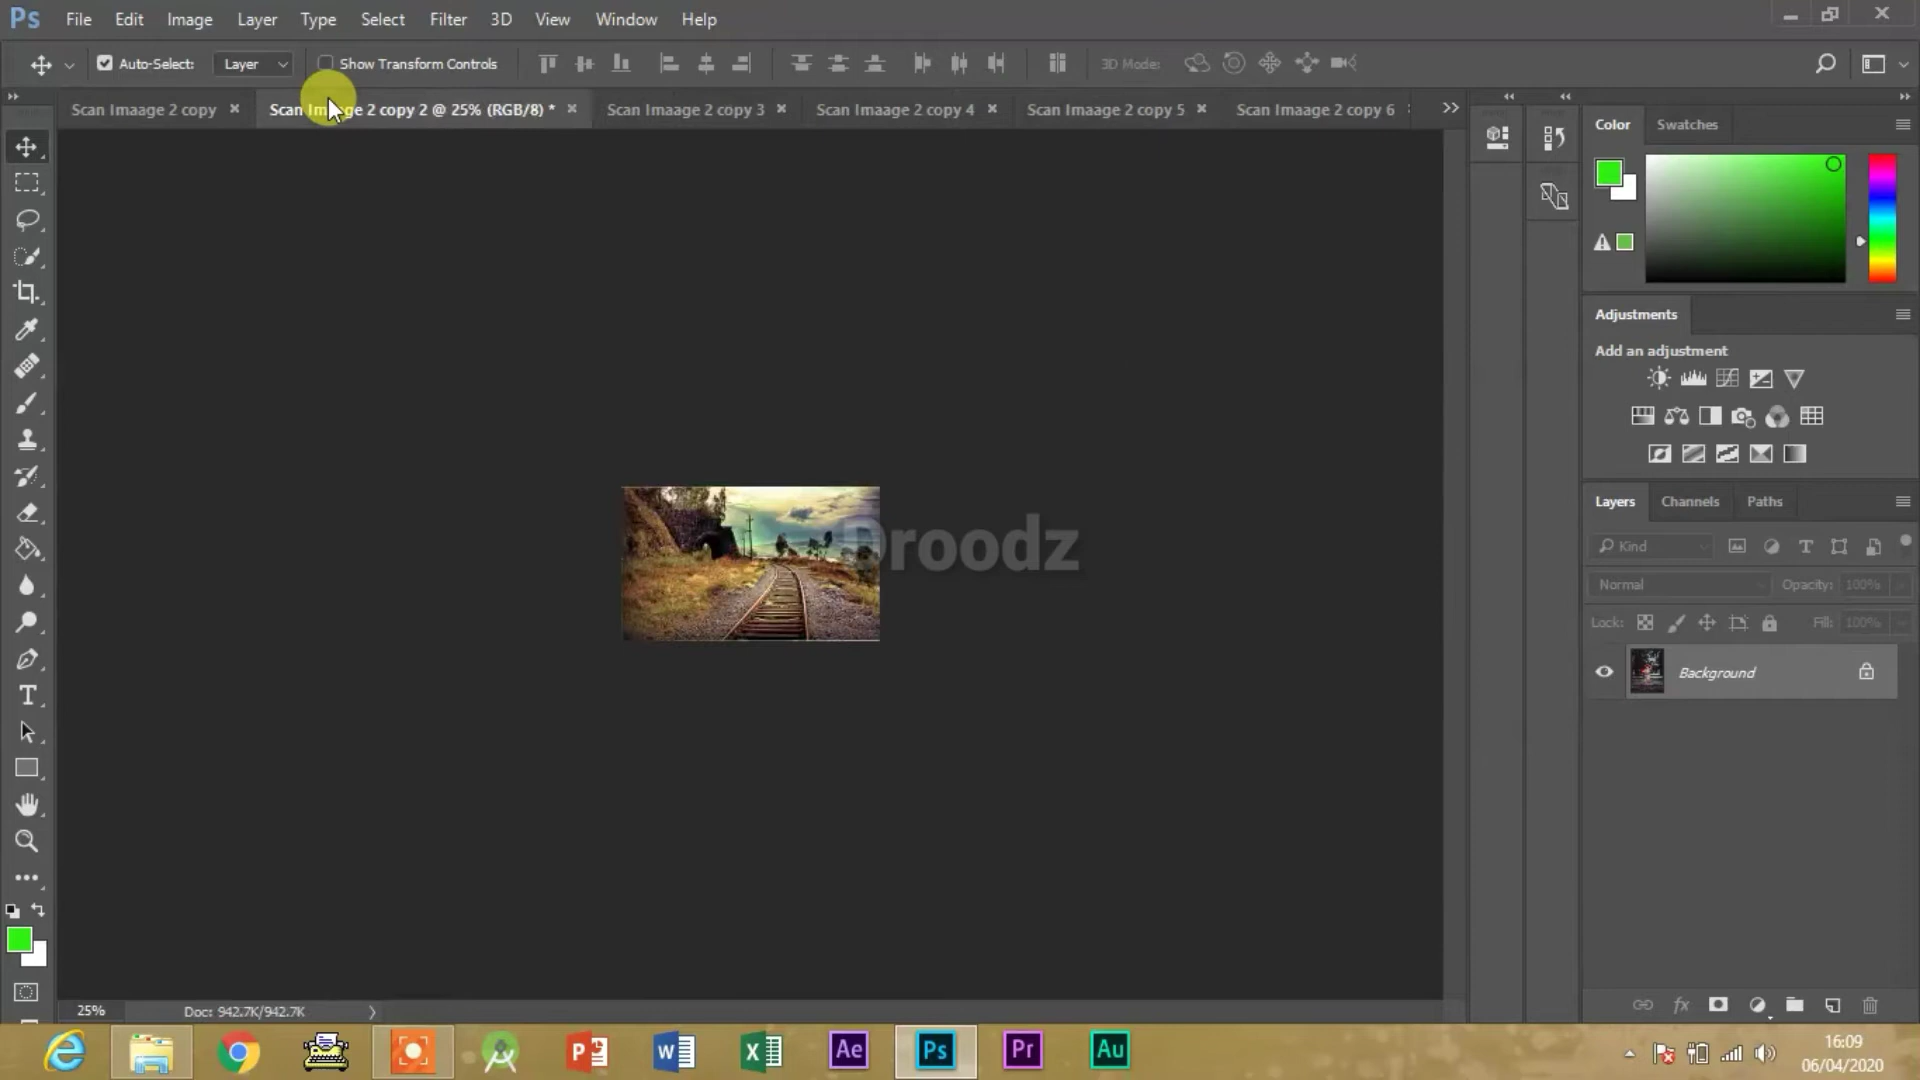 Ps File Edit Image Layer Type Select Filter 3D View Window Help
Auto-Select: Layer Show Transform Controls 3D Mode:
Scan Imaage 2 copy Scan Imaage 2 copy 2 @ 25% (RGB/8) * Scan Imaage 2 copy 3 Scan Imaage 2 copy 4 Scan Imaage 2 copy 5 Scan Imaage 2 copy 6
Color Swatches
Adjustments
Add an adjustment
Layers Channels Paths
Kind
Normal Opacity: 100%
Lock: Fill: 100%
Background
Droodz
25% Doc: 942.7K/942.7K
Ae Ps Pr Au
16:09
06/04/2020